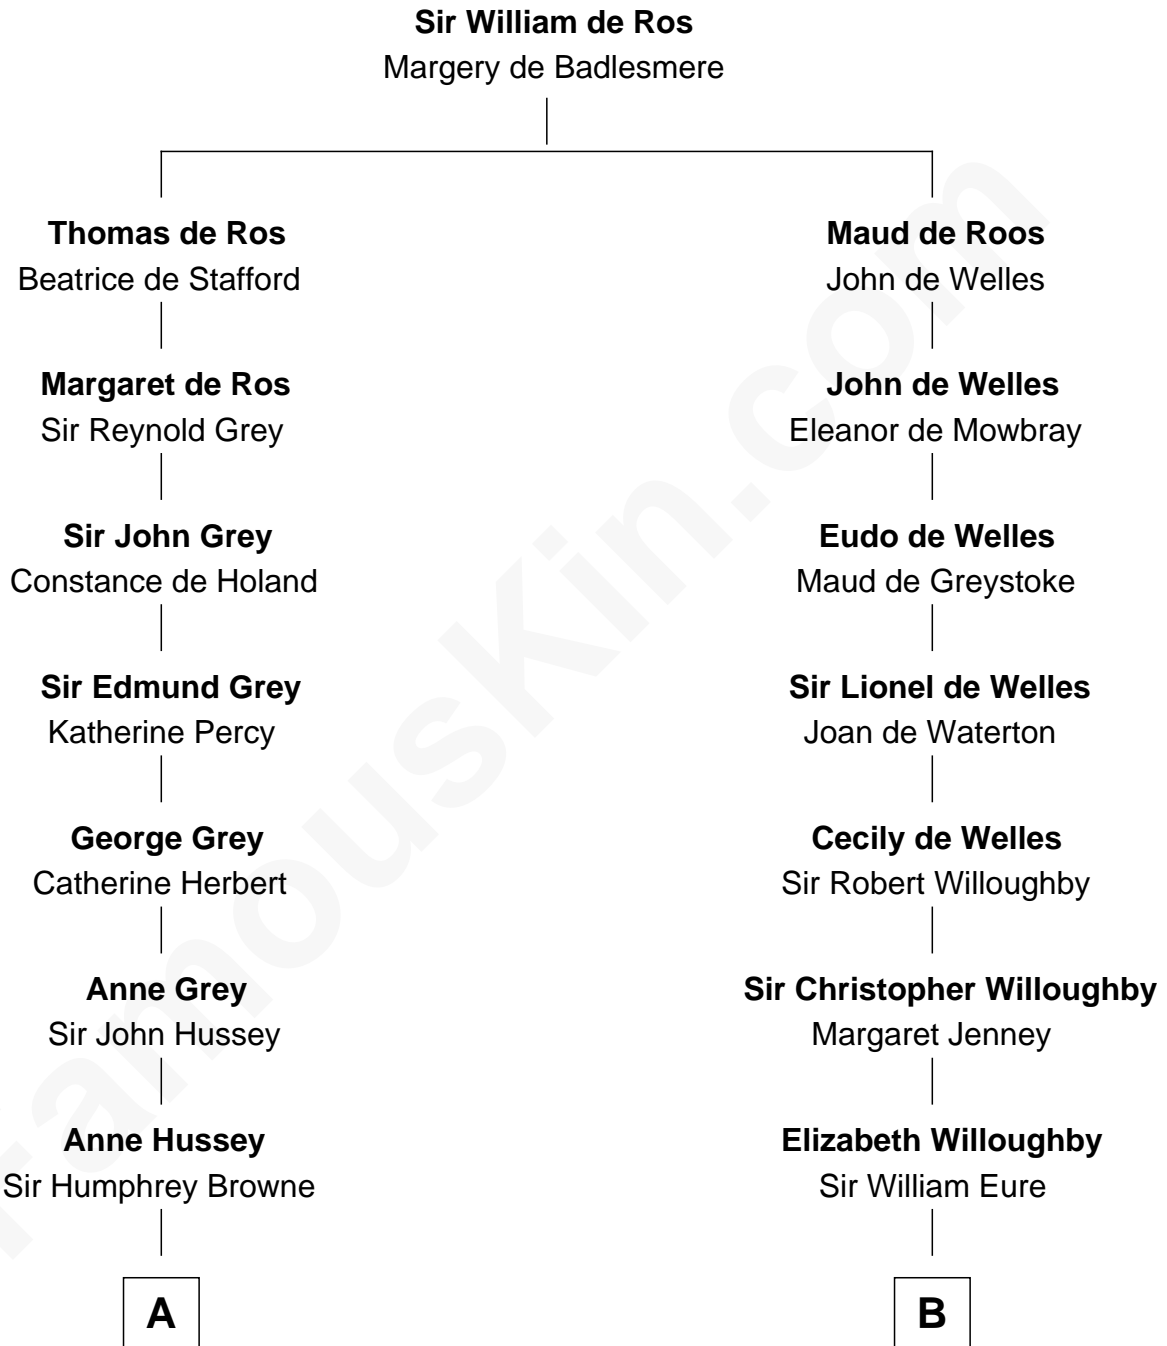 Sir William de Ros
Margery de Badlesmere
Thomas de Ros
Beatrice de Stafford
Margaret de Ros
Sir Reynold Grey
Sir John Grey
Constance de Holand
Sir Edmund Grey
Katherine Percy
George Grey
Catherine Herbert
Anne Grey
Sir John Hussey
Anne Hussey
Sir Humphrey Browne
A
Maud de Roos
John de Welles
John de Welles
Eleanor de Mowbray
Eudo de Welles
Maud de Greystoke
Sir Lionel de Welles
Joan de Waterton
Cecily de Welles
Sir Robert Willoughby
Sir Christopher Willoughby
Margaret Jenney
Elizabeth Willoughby
Sir William Eure
B
FamousKin.com